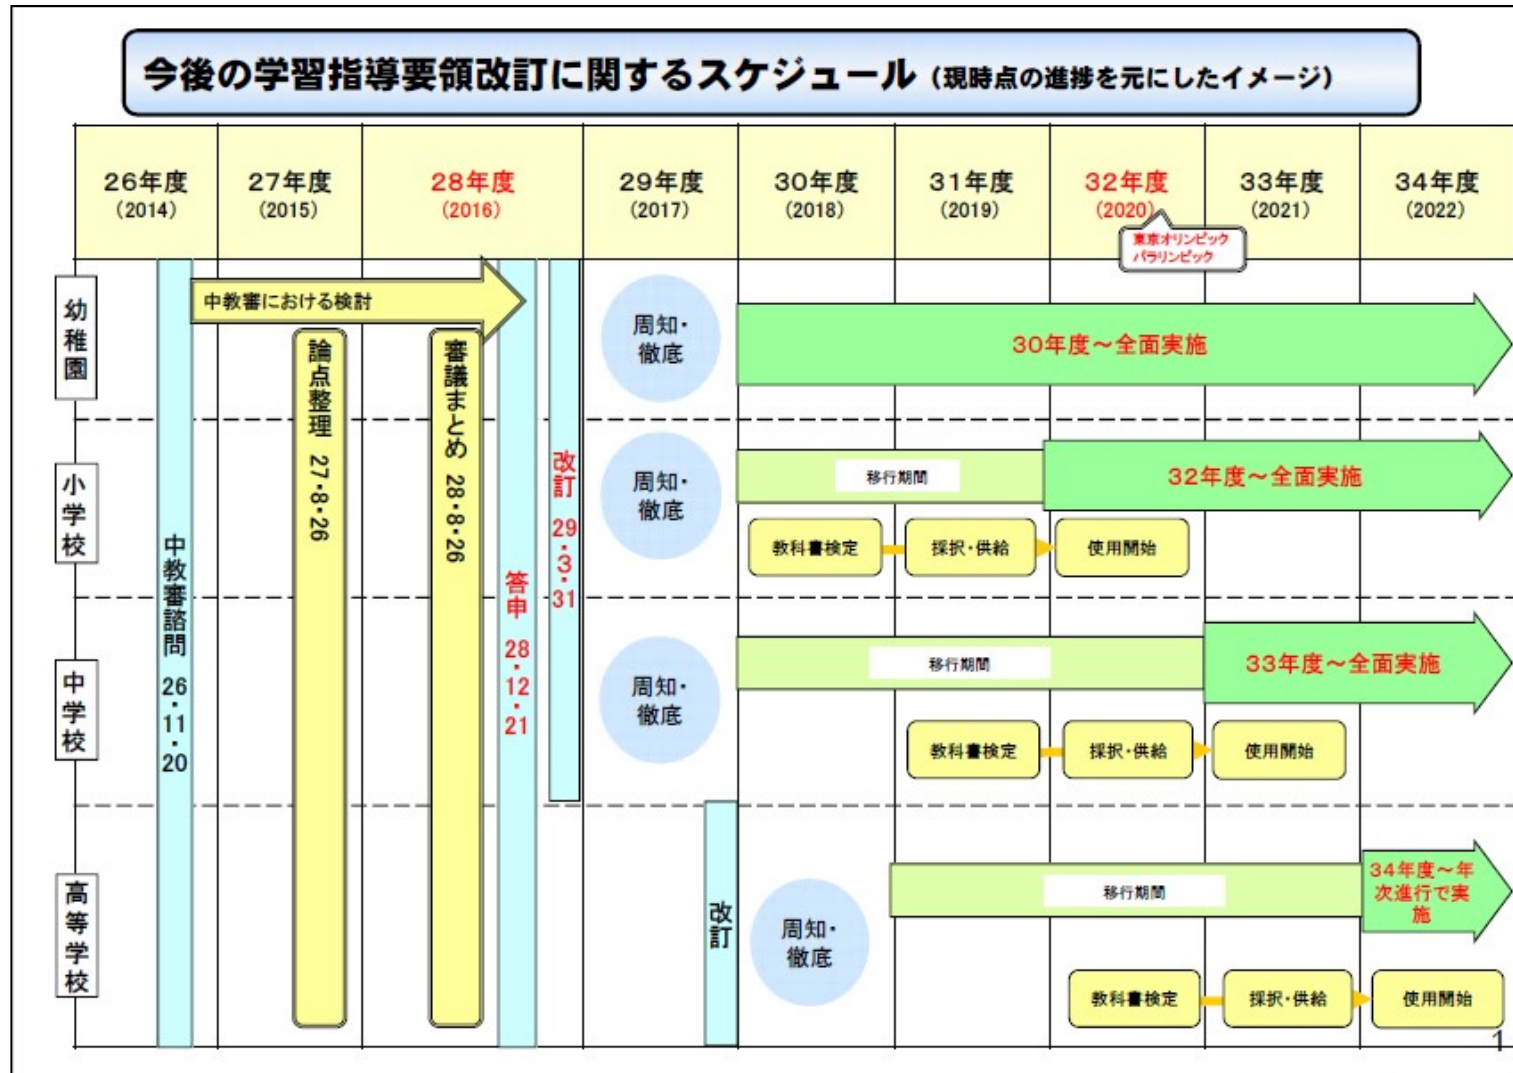 今後の学習指導要領改訂に関するスケジュール（現時点の進捗を元にしたイメージ）
26年度
（2014）
27年度
（2015）
28年度
（2016）
29年度
（2017）
30年度
（2018）
31年度
（2019）
32年度
（2020）
33年度
（2021）
34年度
（2022）
東京オリンピック
パラリンピック
幼稚園
中教審における検討
周知・
徹底
30年度～全面実施
中教審諮問 26・11・20
論点整理 27・8・26
審議まとめ 28・8・26
答申 28・12・21
改訂 29・3・31
小学校
周知・
徹底
移行期間
32年度～全面実施
教科書検定
採択・供給
使用開始
中学校
周知・
徹底
移行期間
33年度～全面実施
教科書検定
採択・供給
使用開始
高等学校
改訂
周知・
徹底
移行期間
34年度～年
次進行で実
施
教科書検定
採択・供給
使用開始
1